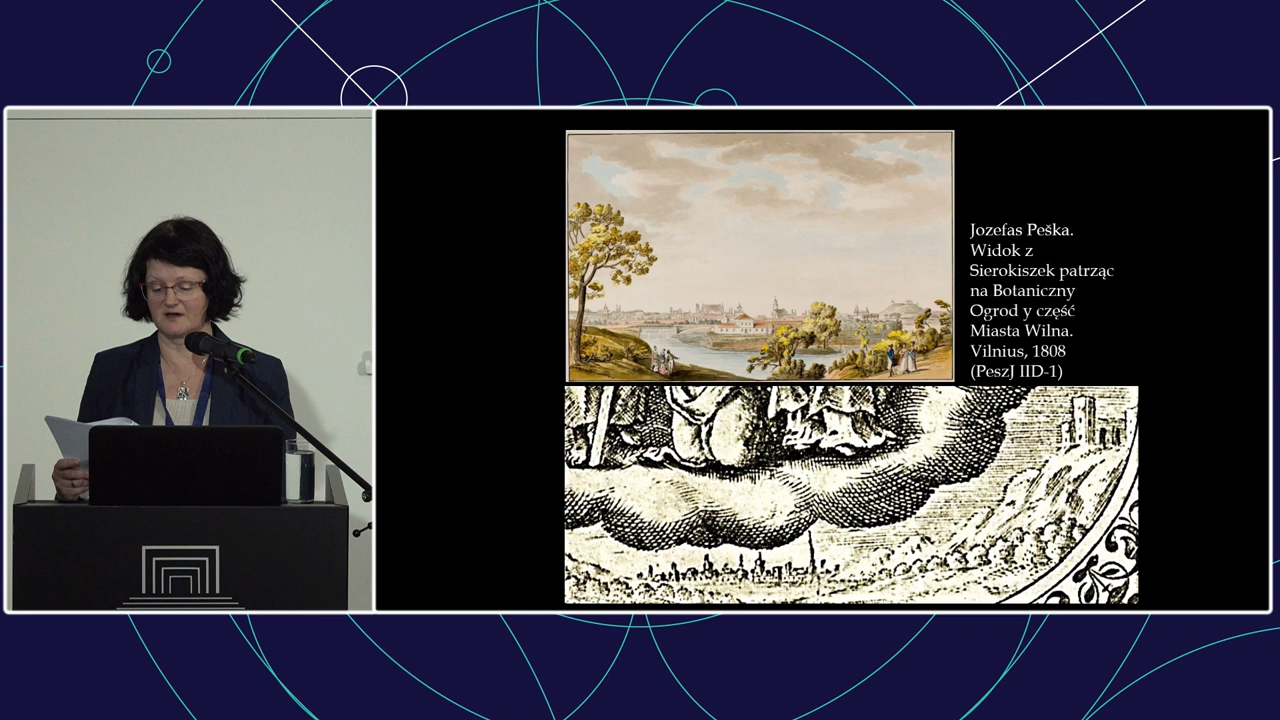 Jozefas Peška.
Widok z
Sierokiszek patrząc
na Botaniczny
Ogrod y część
Miasta Wilna.
Vilnius, 1808
(PeszJ IID-1)